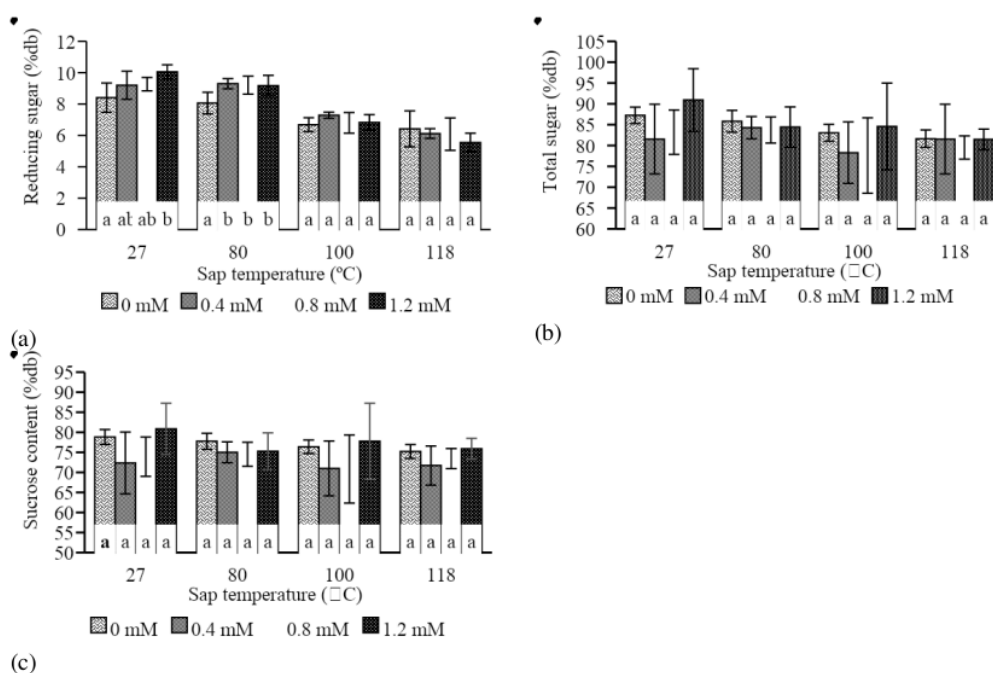 Reducing sugar (%db)
12
10
8
6
4
2
0
a ab ab b a b b b a a a a a a a a
27 80 100 118
Sap temperature (ºC)
0 mM 0.4 mM 0.8 mM 1.2 mM
(a)
Total sugar (%db)
105
100
95
90
85
80
75
70
65
60
a a a a a a a a a a a a a a a a
27 80 100 118
Sap temperature (□C)
0 mM 0.4 mM 0.8 mM 1.2 mM
(b)
Sucrose content (%db)
95
90
85
80
75
70
65
60
55
50
a a a a a a a a a a a a a a a a
27 80 100 118
Sap temperature (□C)
0 mM 0.4 mM 0.8 mM 1.2 mM
(c)